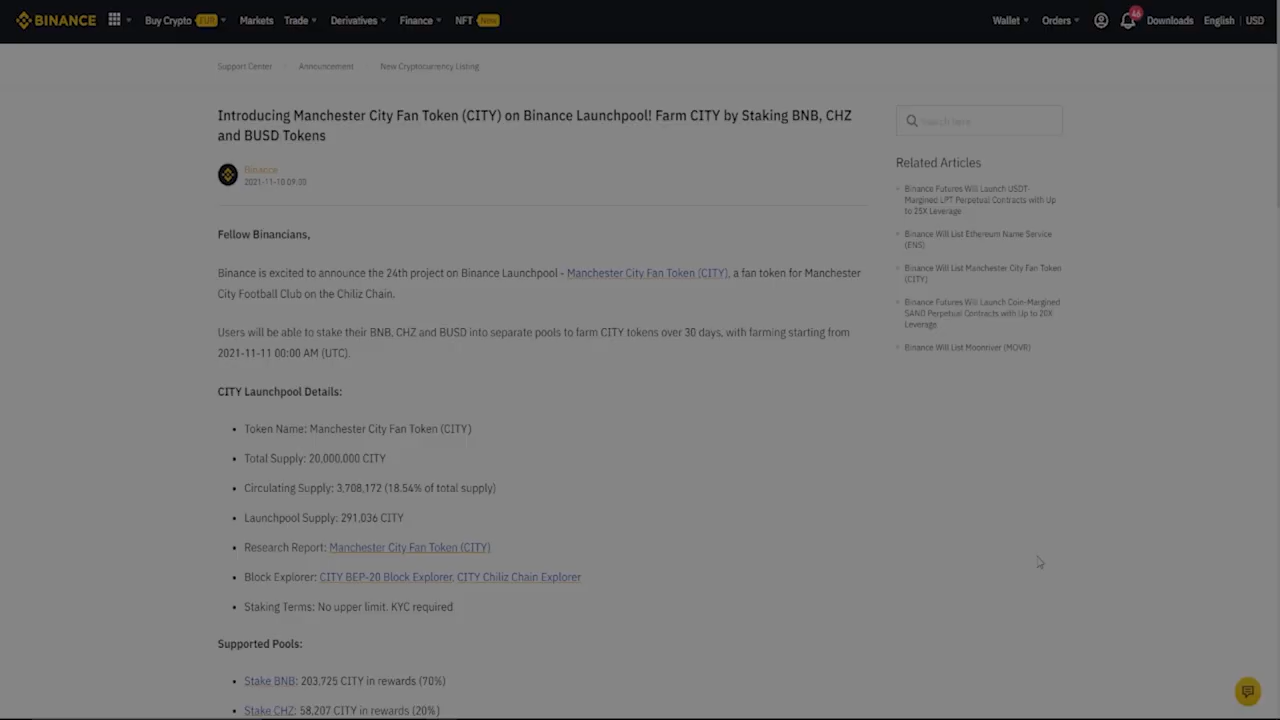 BINANCE Buy Crypto EUR Markets Trade Derivatives Finance NFT New Wallet Orders 46 Downloads English | USD
Support Center Announcement New Cryptocurrency Listing
Introducing Manchester City Fan Token (CITY) on Binance Launchpool! Farm CITY by Staking BNB, CHZ
and BUSD Tokens
Binance
2021-11-10 09:00
Fellow Binancians,
Binance is excited to announce the 24th project on Binance Launchpool - Manchester City Fan Token (CITY), a fan token for Manchester
City Football Club on the Chiliz Chain.
Users will be able to stake their BNB, CHZ and BUSD into separate pools to farm CITY tokens over 30 days, with farming starting from
2021-11-11 00:00 AM (UTC).
CITY Launchpool Details:
• Token Name: Manchester City Fan Token (CITY)
• Total Supply: 20,000,000 CITY
• Circulating Supply: 3,708,172 (18.54% of total supply)
• Launchpool Supply: 291,036 CITY
• Research Report: Manchester City Fan Token (CITY)
• Block Explorer: CITY BEP-20 Block Explorer, CITY Chiliz Chain Explorer
• Staking Terms: No upper limit. KYC required
Supported Pools:
• Stake BNB: 203,725 CITY in rewards (70%)
• Stake CHZ: 58,207 CITY in rewards (20%)
Search here
Related Articles
Binance Futures Will Launch USDT-
Margined LPT Perpetual Contracts with Up
to 25X Leverage
Binance Will List Ethereum Name Service
(ENS)
Binance Will List Manchester City Fan Token
(CITY)
Binance Futures Will Launch Coin-Margined
SAND Perpetual Contracts with Up to 20X
Leverage
Binance Will List Moonriver (MOVR)